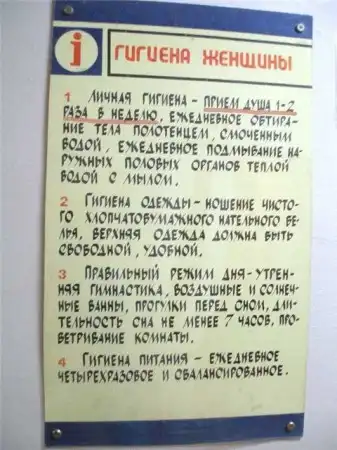 i
ГИГИЕНА ЖЕНЩИНЫ
1 ЛИЧНАЯ ГИГИЕНА - ПРИЕМ ДУША 1-2
РАЗА В НЕДЕЛЮ, ЕЖЕДНЕВНОЕ ОБТИРА-
НИЕ ТЕЛА ПОЛОТЕНЦЕМ, СМОЧЕННЫМ
ВОДОЙ, ЕЖЕДНЕВНОЕ ПОДМЫВАНИЕ НА-
РУЖНЫХ ПОЛОВЫХ ОРГАНОВ ТЕПЛОЙ
ВОДОЙ С МЫЛОМ.
2 ГИГИЕНА ОДЕЖДЫ - НОШЕНИЕ ЧИСТО-
ГО ХЛОПЧАТОБУМАЖНОГО НАТЕЛЬНОГО БЕ-
ЛЬЯ, ВЕРХНЯЯ ОДЕЖДА ДОЛЖНА БЫТЬ
СВОБОДНОЙ, УДОБНОЙ.
3 ПРАВИЛЬНЫЙ РЕЖИМ ДНЯ - УТРЕН-
НЯЯ ГИМНАСТИКА, ВОЗДУШНЫЕ И СОЛНЕЧ-
НЫЕ ВАННЫ, ПРОГУЛКИ ПЕРЕД СНОМ, ДЛИ-
ТЕЛЬНОСТЬ СНА НЕ МЕНЕЕ 7 ЧАСОВ, ПРО-
ВЕТРИВАНИЕ КОМНАТЫ.
4 ГИГИЕНА ПИТАНИЯ - ЕЖЕДНЕВНОЕ
ЧЕТЫРЕХРАЗОВОЕ И СБАЛАНСИРОВАННОЕ.